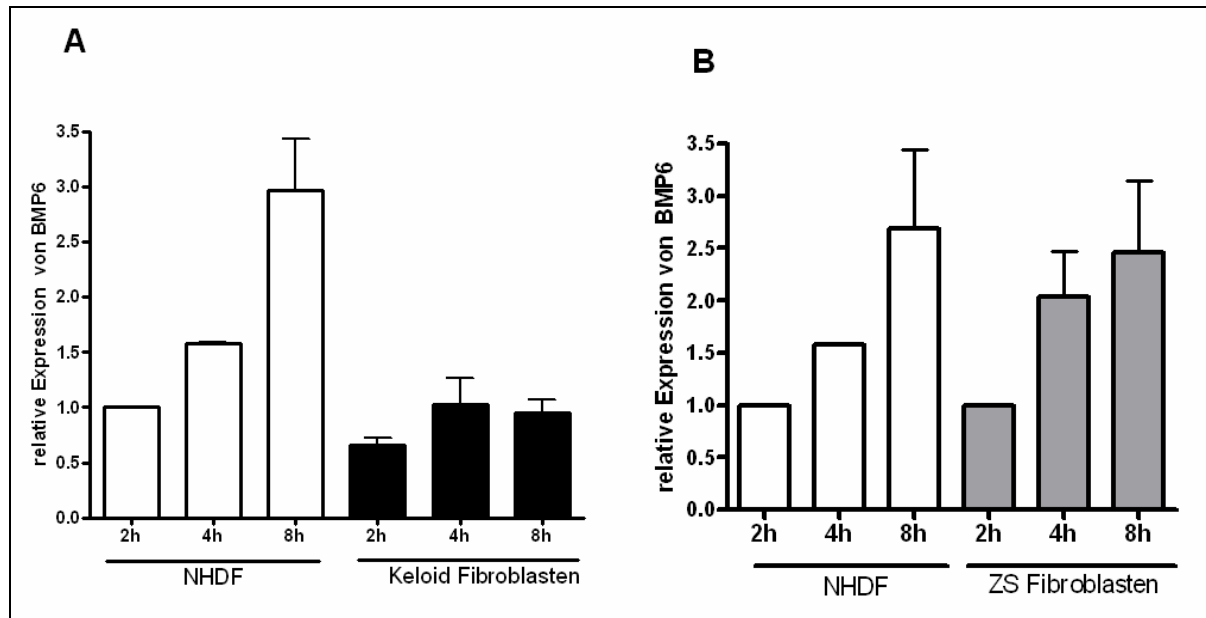 A
relative Expression von BMP6
3.5
3.0
2.5
2.0
1.5
1.0
0.5
0.0
2h 4h 8h 2h 4h 8h
NHDF Keloid Fibroblasten
B
relative Expression von BMP6
3.5
3.0
2.5
2.0
1.5
1.0
0.5
0.0
2h 4h 8h 2h 4h 8h
NHDF ZS Fibroblasten